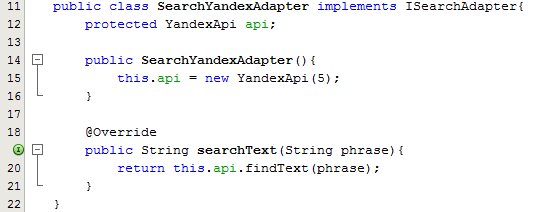 11 public class SearchYandexAdapter implements ISearchAdapter{
12     protected YandexApi api;
13
14     public SearchYandexAdapter(){
15         this.api = new YandexApi(5);
16     }
17
18     @Override
    public String searchText(String phrase){
20         return this.api.findText(phrase);
21     }
22 }